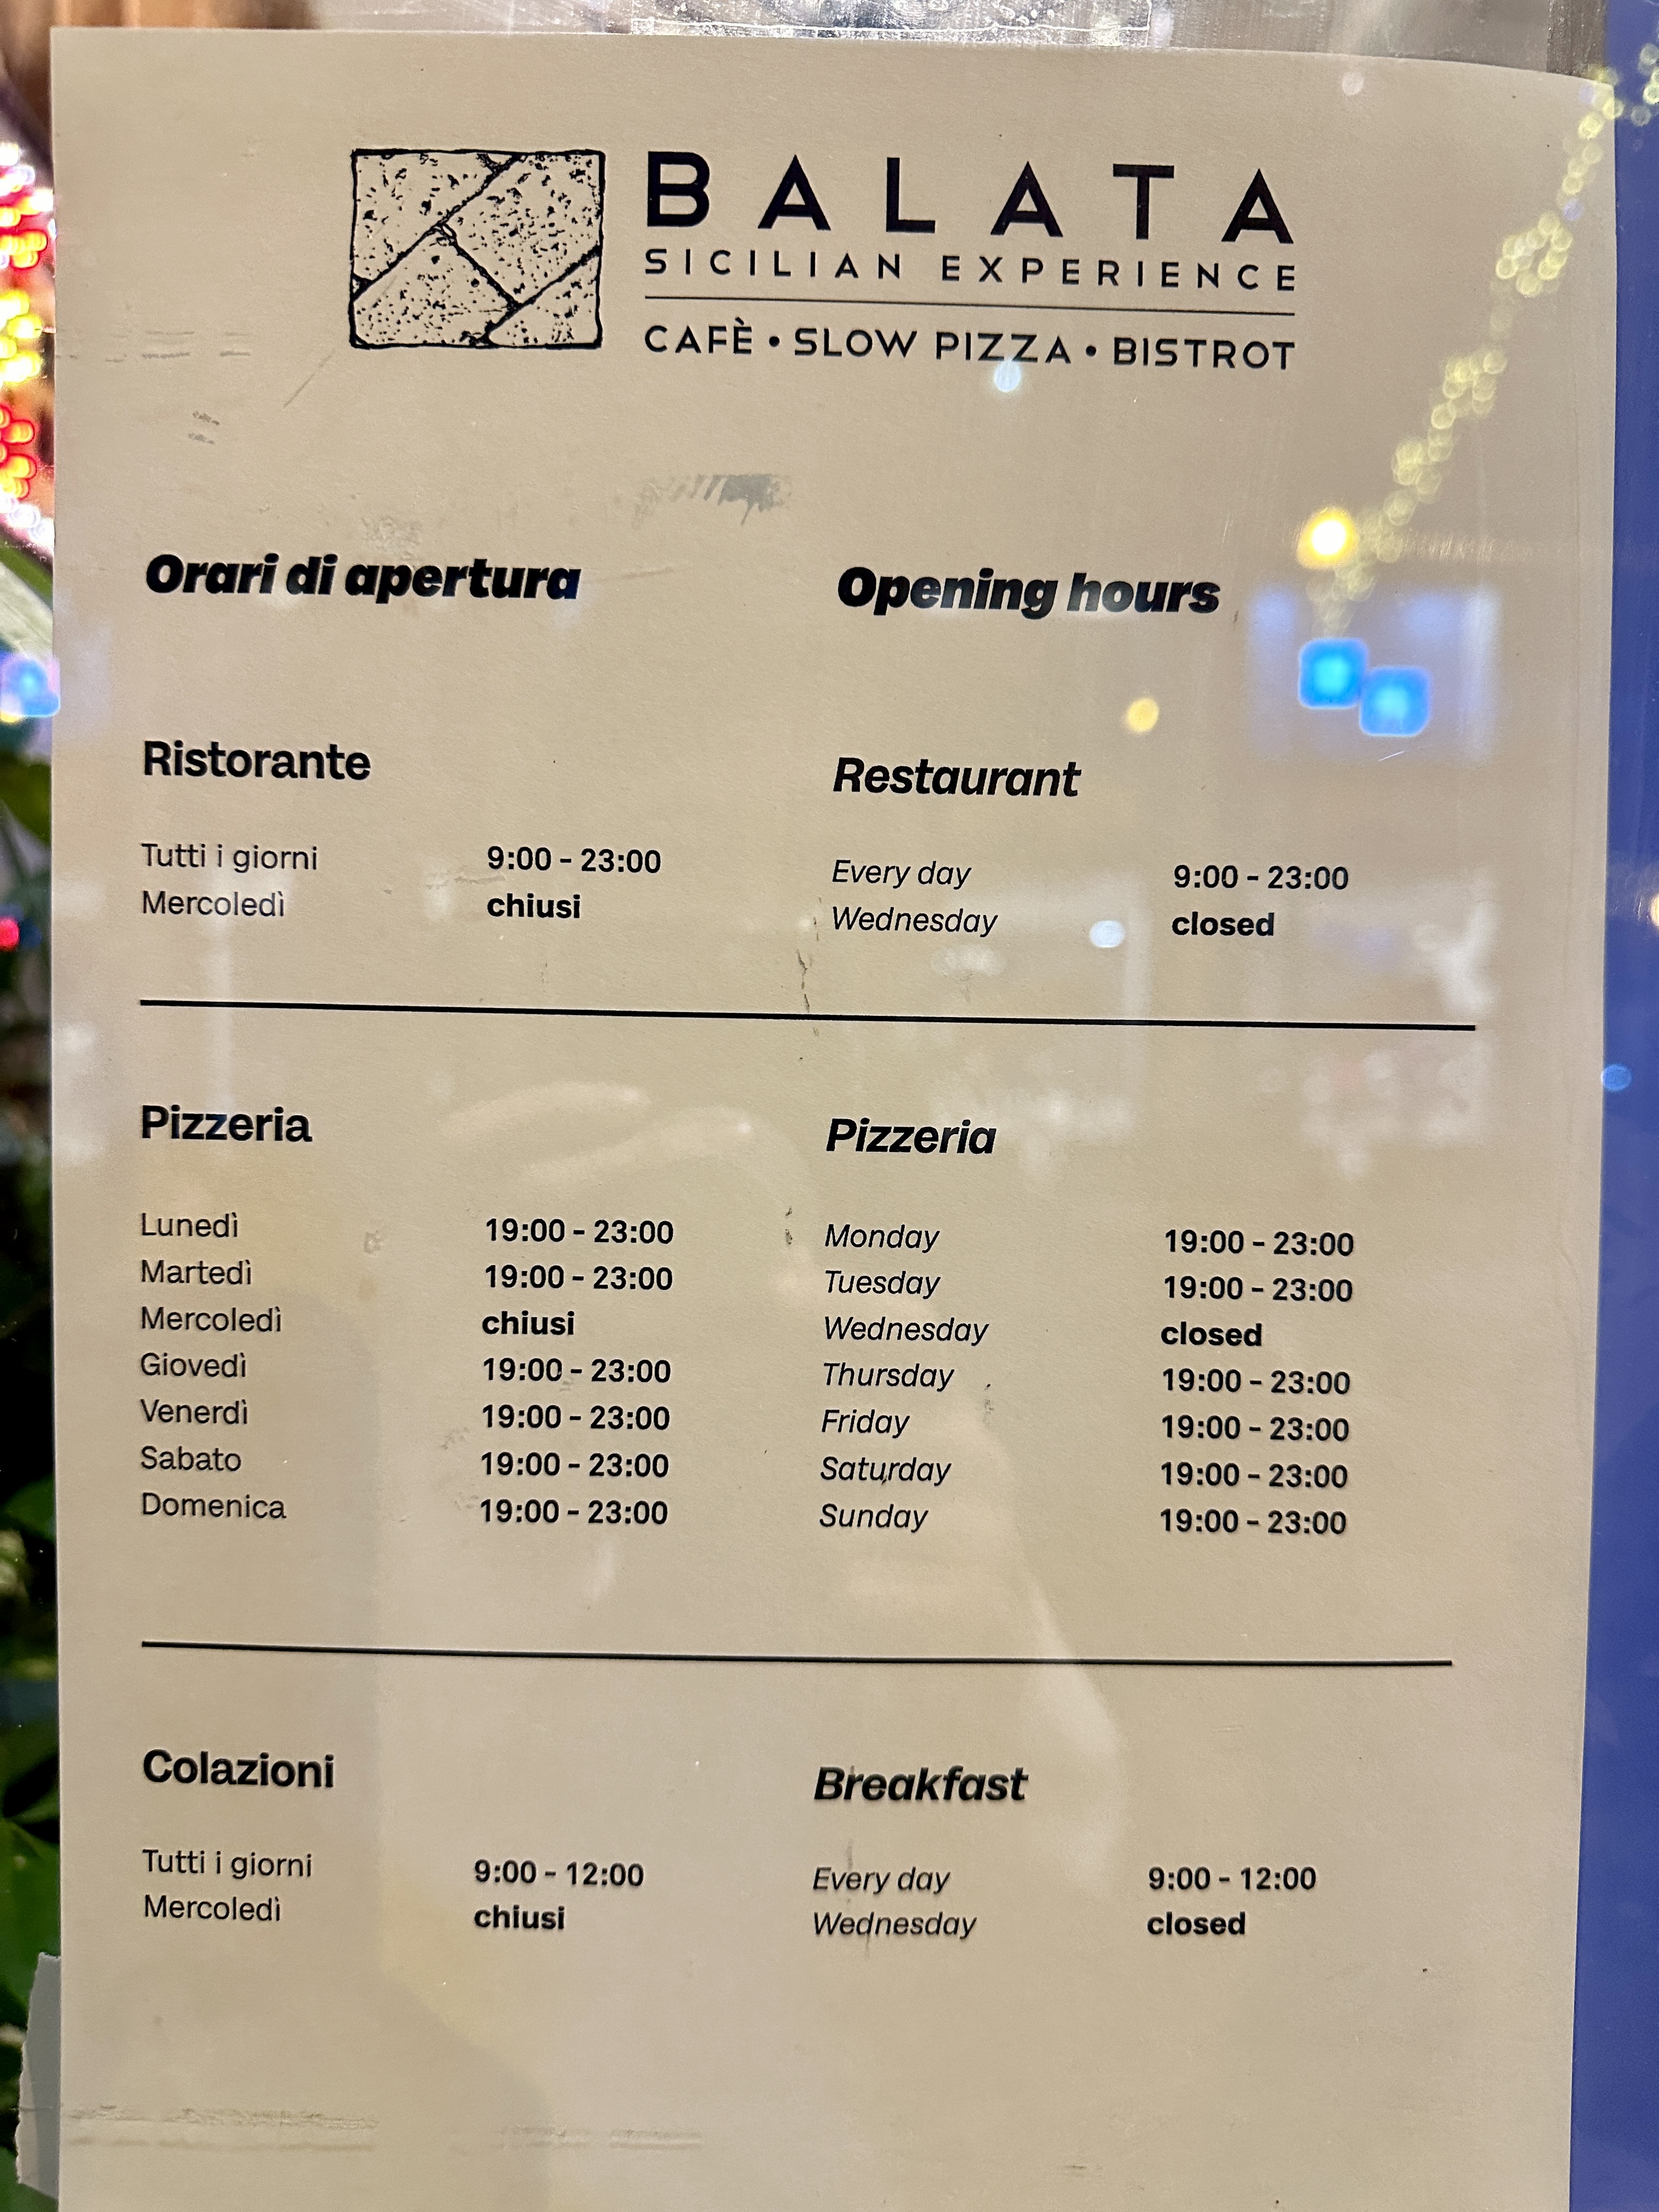 BALATA
SICILIAN EXPERIENCE
CAFÈ • SLOW PIZZA • BISTROT
Orari di apertura
Opening hours
Ristorante
Tutti i giorni 9:00 - 23:00
Mercoledì chiusi
Restaurant
Every day 9:00 - 23:00
Wednesday closed
Pizzeria
Lunedì 19:00 - 23:00
Martedì 19:00 - 23:00
Mercoledì chiusi
Giovedì 19:00 - 23:00
Venerdì 19:00 - 23:00
Sabato 19:00 - 23:00
Domenica 19:00 - 23:00
Pizzeria
Monday 19:00 - 23:00
Tuesday 19:00 - 23:00
Wednesday closed
Thursday 19:00 - 23:00
Friday 19:00 - 23:00
Saturday 19:00 - 23:00
Sunday 19:00 - 23:00
Colazioni
Tutti i giorni 9:00 - 12:00
Mercoledì chiusi
Breakfast
Every day 9:00 - 12:00
Wednesday closed